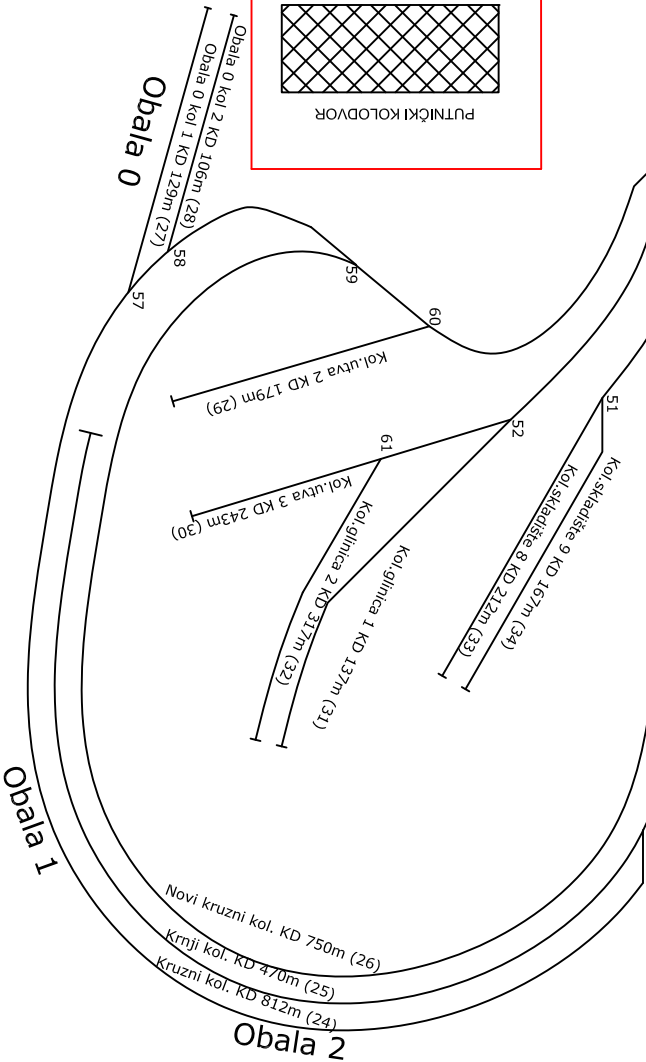 PUTNIČKI KOLODVOR
Obala 0
Obala 0 kol 2 KD 106m (28)
Obala 0 kol 1 KD 129m (27)
58
57
59
60
Kol.utva 2 KD 179m (29)
51
52
61
Kol.utva 3 KD 243m (30)
Kol.skladište 8 KD 212m (33)
Kol.skladište 9 KD 167m (34)
Kol.glinica 2 KD 317m (32)
Kol.glinica 1 KD 137m (31)
Obala 1
Novi kruzni kol. KD 750m (26)
Krnji kol. KD 470m (25)
Kruzni kol. KD 812m (24)
Obala 2